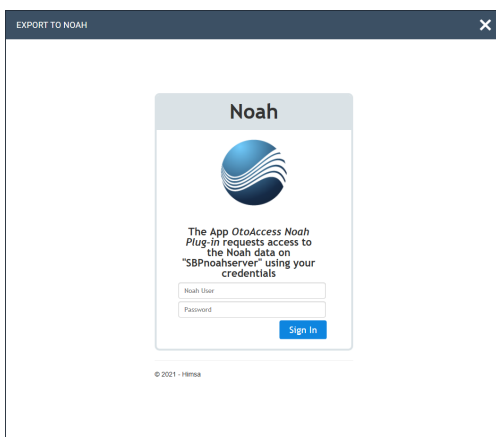 EXPORT TO NOAH
Noah
The App OtoAccess Noah
Plug-in requests access to
the Noah data on
"SBPnoahserver" using your
credentials
Noah User
Password
Sign In
© 2021 - Himsa